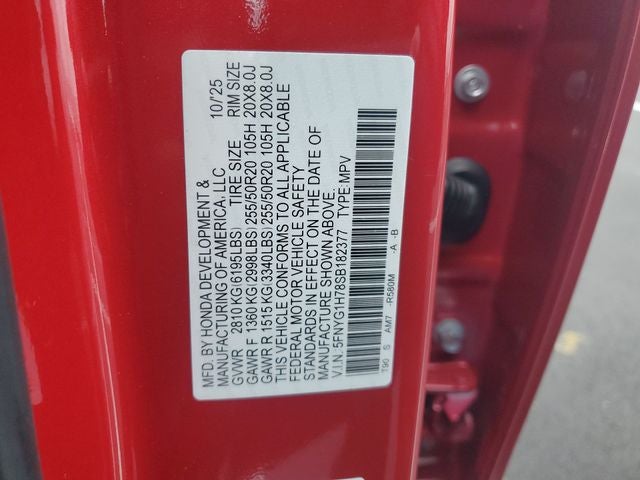 MFD. BY HONDA DEVELOPMENT &
MANUFACTURING OF AMERICA, LLC 10/25
GVWR 2810 KG(6195LBS) TIRE SIZE RIM SIZE
GAWR F 1360 KG(2998LBS) 255/50R20 105H 20X8.0J
GAWR R 1515 KG(3340LBS) 255/50R20 105H 20X8.0J
THIS VEHICLE CONFORMS TO ALL APPLICABLE
FEDERAL MOTOR VEHICLE SAFETY
STANDARDS IN EFFECT ON THE DATE OF
MANUFACTURE SHOWN ABOVE.
V.I.N. 5FNYG1H78SB182377 TYPE:MPV
T90 S AM7 -R580M -A -B